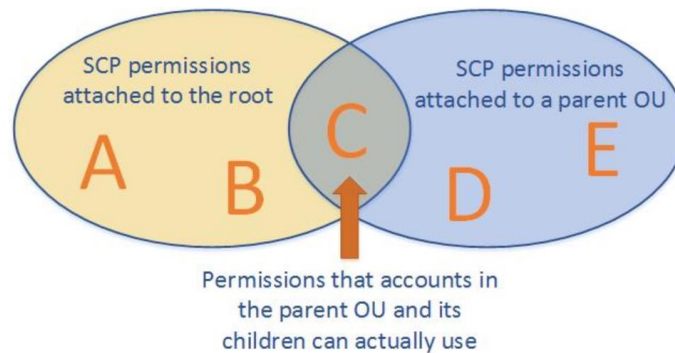 SCP permissions
attached to the root
SCP permissions
attached to a parent OU
A
B
C
D
E
Permissions that accounts in
the parent OU and its
children can actually use